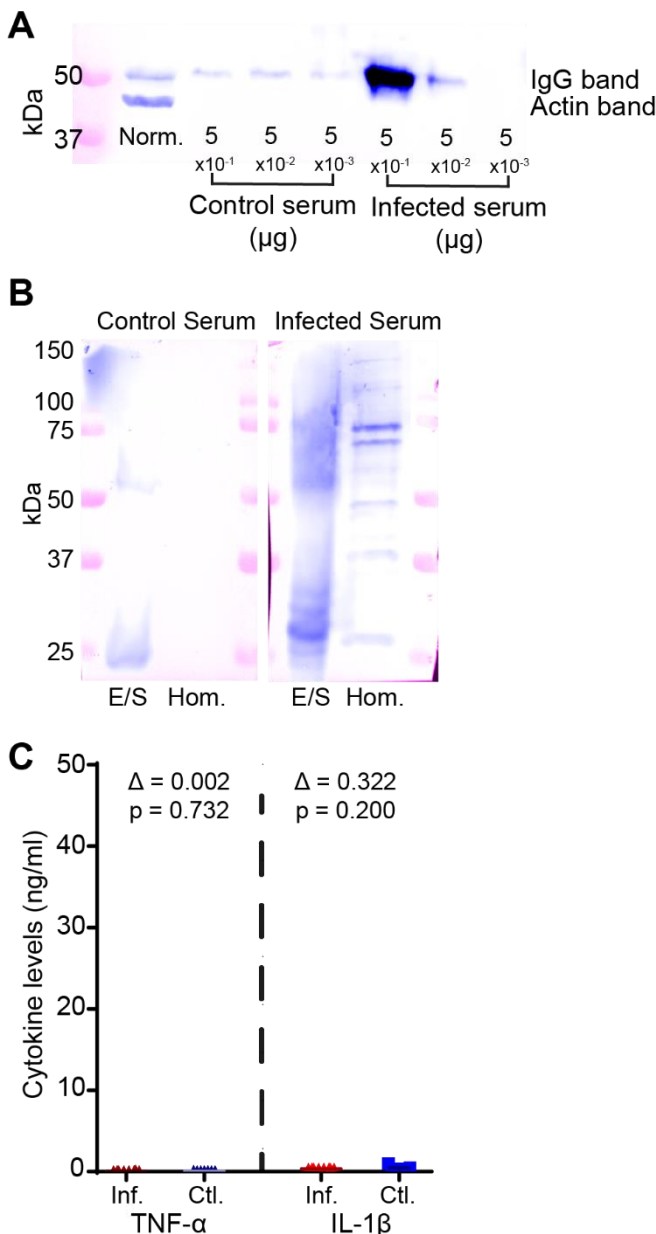 A
kDa
50
37
Norm.
5 5 5 5 5 5
x10⁻¹ x10⁻² x10⁻³ x10⁻¹ x10⁻² x10⁻³
Control serum Infected serum
(µg) (µg)
IgG band
Actin band
B
Control Serum Infected Serum
kDa
150
100
75
50
37
25
E/S Hom. E/S Hom.
C
Cytokine levels (ng/ml)
50
40
30
20
10
0
Δ = 0.002 Δ = 0.322
p = 0.732 p = 0.200
Inf. Ctl. Inf. Ctl.
TNF-α IL-1β